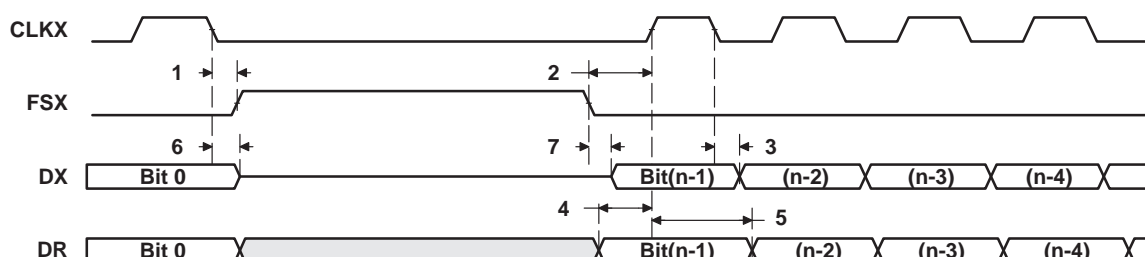 CLKX
1 2
FSX
6 7 3
DX Bit 0 Bit(n-1) (n-2) (n-3) (n-4)
4 5
DR Bit 0 Bit(n-1) (n-2) (n-3) (n-4)